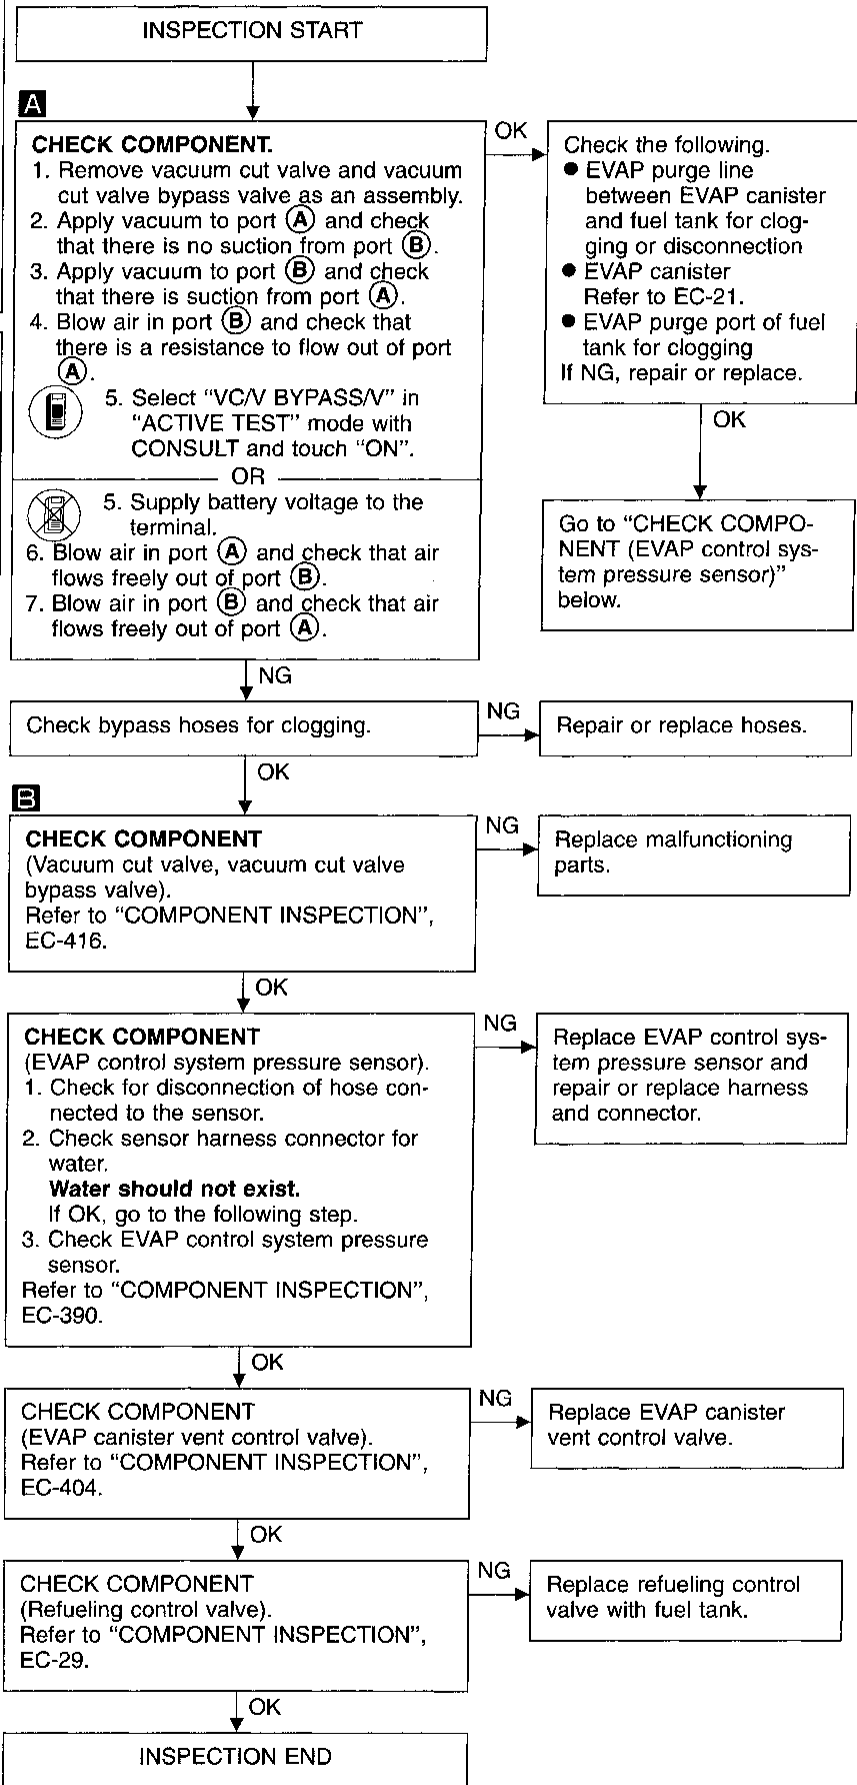 INSPECTION START
A
CHECK COMPONENT.
1. Remove vacuum cut valve and vacuum
cut valve bypass valve as an assembly.
2. Apply vacuum to port Ⓐ and check
that there is no suction from port Ⓑ.
3. Apply vacuum to port Ⓑ and check
that there is suction from port Ⓐ.
4. Blow air in port Ⓑ and check that
there is a resistance to flow out of port
Ⓐ.
5. Select “VC/V BYPASS/V” in
“ACTIVE TEST” mode with
CONSULT and touch “ON”.
OR
5. Supply battery voltage to the
terminal.
6. Blow air in port Ⓐ and check that air
flows freely out of port Ⓑ.
7. Blow air in port Ⓑ and check that air
flows freely out of port Ⓐ.
OK
Check the following.
● EVAP purge line
between EVAP canister
and fuel tank for clog-
ging or disconnection
● EVAP canister
Refer to EC-21.
● EVAP purge port of fuel
tank for clogging
If NG, repair or replace.
OK
Go to “CHECK COMPO-
NENT (EVAP control sys-
tem pressure sensor)”
below.
NG
Check bypass hoses for clogging.
NG
Repair or replace hoses.
OK
B
CHECK COMPONENT
(Vacuum cut valve, vacuum cut valve
bypass valve).
Refer to “COMPONENT INSPECTION”,
EC-416.
NG
Replace malfunctioning
parts.
OK
CHECK COMPONENT
(EVAP control system pressure sensor).
1. Check for disconnection of hose con-
nected to the sensor.
2. Check sensor harness connector for
water.
Water should not exist.
If OK, go to the following step.
3. Check EVAP control system pressure
sensor.
Refer to “COMPONENT INSPECTION”,
EC-390.
NG
Replace EVAP control sys-
tem pressure sensor and
repair or replace harness
and connector.
OK
CHECK COMPONENT
(EVAP canister vent control valve).
Refer to “COMPONENT INSPECTION”,
EC-404.
NG
Replace EVAP canister
vent control valve.
OK
CHECK COMPONENT
(Refueling control valve).
Refer to “COMPONENT INSPECTION”,
EC-29.
NG
Replace refueling control
valve with fuel tank.
OK
INSPECTION END